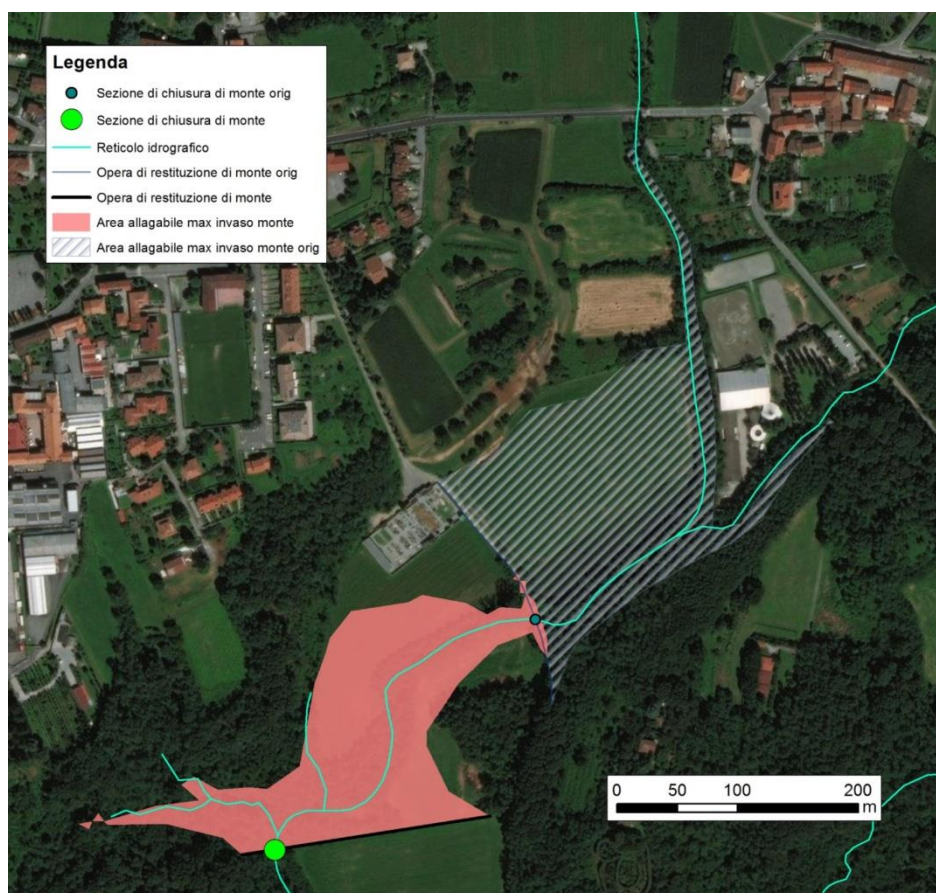 Legenda
Sezione di chiusura di monte orig
Sezione di chiusura di monte
Reticolo idrografico
Opera di restituzione di monte orig
Opera di restituzione di monte
Area allagabile max invaso monte
Area allagabile max invaso monte orig
0 50 100 200
m